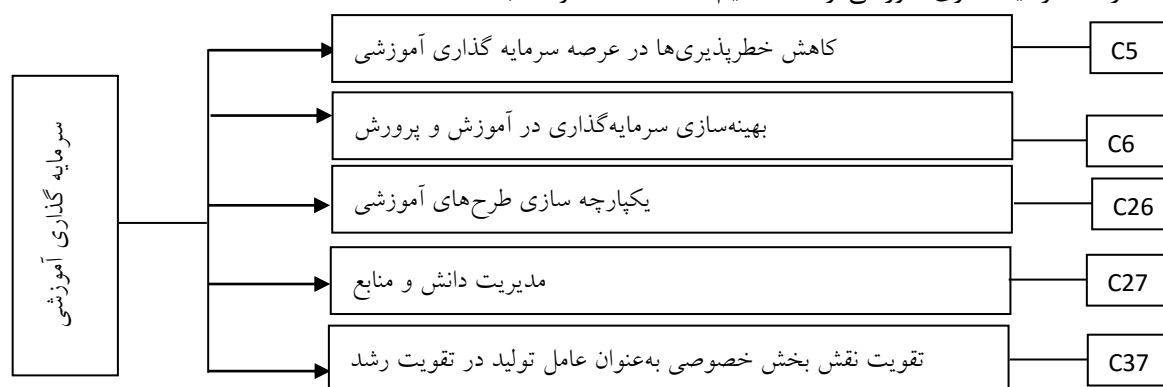 کاهش خطرپذیری‌ها در عرصه سرمایه گذاری آموزشی
C5
بهینه‌سازی سرمایه‌گذاری در آموزش و پرورش
C6
سرمایه گذاری آموزشی
یکپارچه سازی طرح‌های آموزشی
C26
مدیریت دانش و منابع
C27
تقویت نقش بخش خصوصی به‌عنوان عامل تولید در تقویت رشد
C37